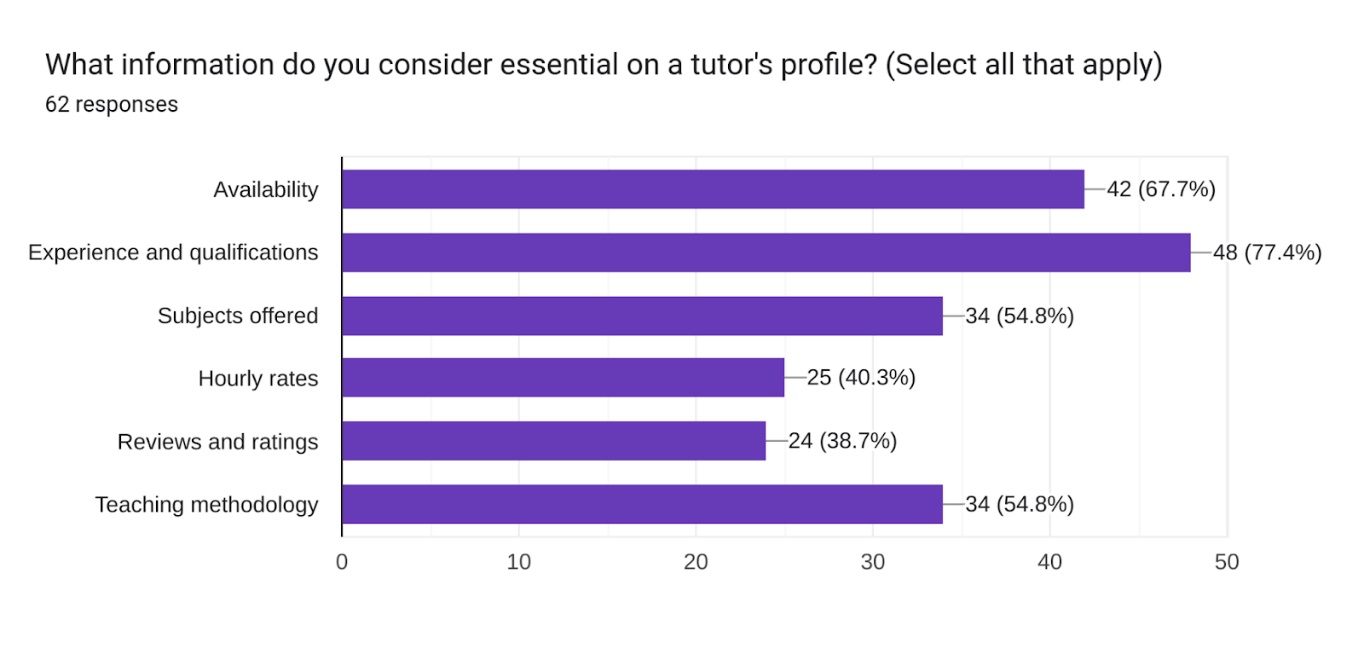 What information do you consider essential on a tutor's profile? (Select all that apply)
62 responses
Availability 42 (67.7%)
Experience and qualifications 48 (77.4%)
Subjects offered 34 (54.8%)
Hourly rates 25 (40.3%)
Reviews and ratings 24 (38.7%)
Teaching methodology 34 (54.8%)
0 10 20 30 40 50